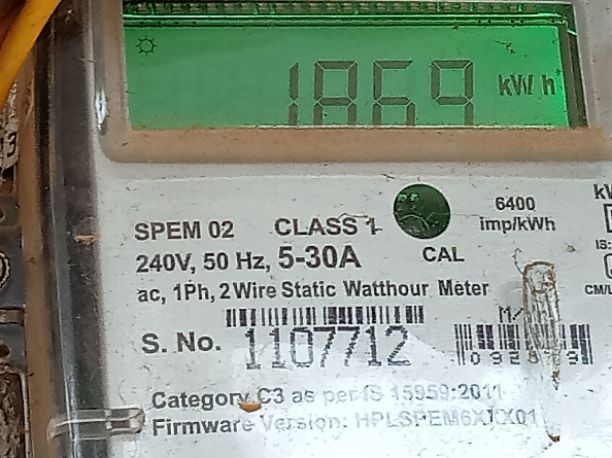 1869 kW h
SPEM 02 CLASS 1
6400
imp/kWh
240V, 50 Hz, 5-30A
CAL
ac, 1Ph, 2 Wire Static Watthour Meter
S. No. 1107712
Category C3 as per IS 15959:2011
Firmware Version: